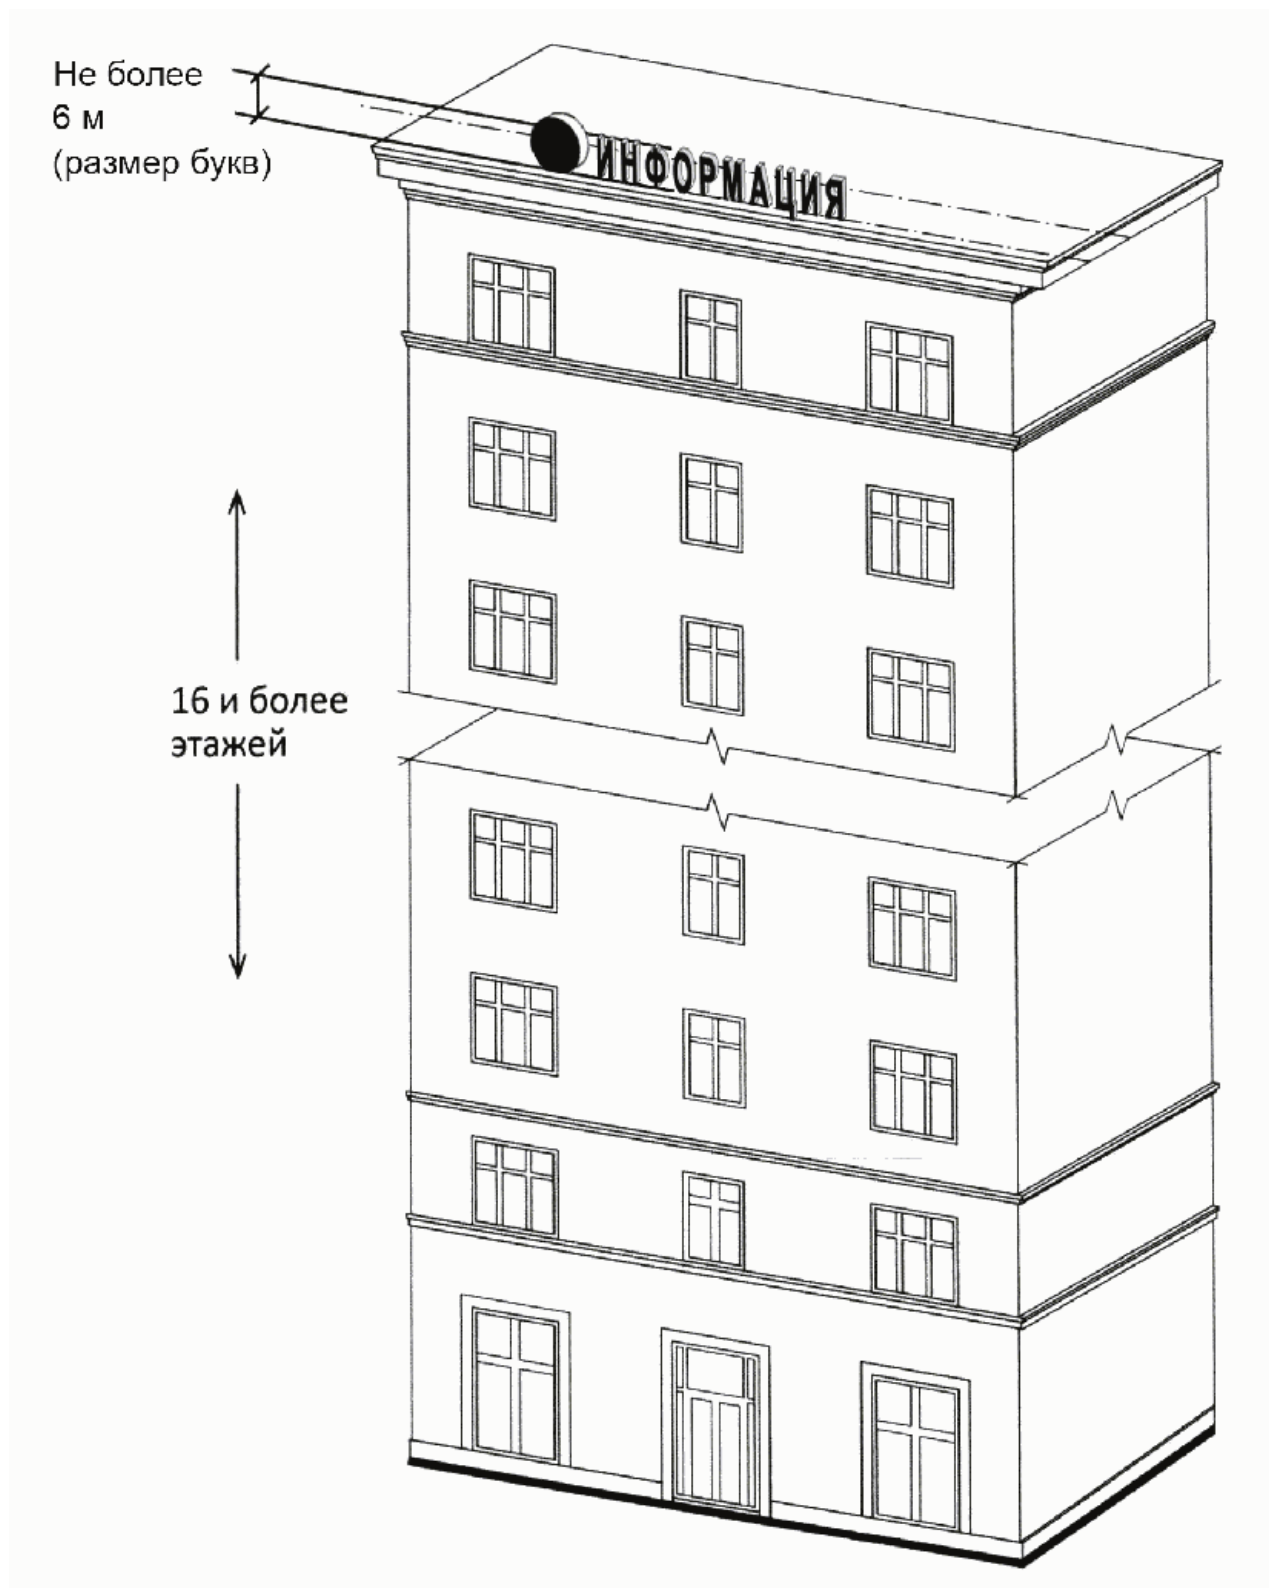 Не более
6 м
(размер букв)
ИНФОРМАЦИЯ
16 и более
этажей